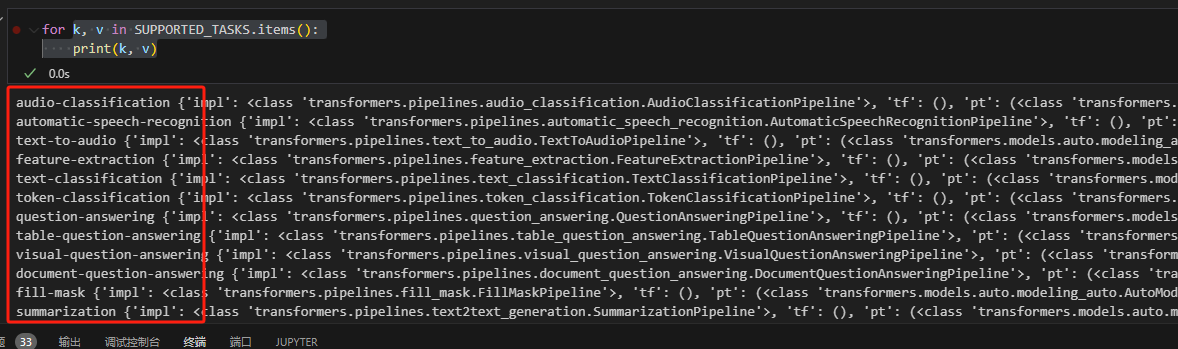 for k, v in SUPPORTED_TASKS.items():
    print(k, v)
0.0s
audio-classification {'impl': <class 'transformers.pipelines.audio_classification.AudioClassificationPipeline'>, 'tf': (), 'pt': (<class 'transformers.
automatic-speech-recognition {'impl': <class 'transformers.pipelines.automatic_speech_recognition.AutomaticSpeechRecognitionPipeline'>, 'tf': (), 'pt':
text-to-audio {'impl': <class 'transformers.pipelines.text_to_audio.TextToAudioPipeline'>, 'tf': (), 'pt': (<class 'transformers.models.auto.modeling_a
feature-extraction {'impl': <class 'transformers.pipelines.feature_extraction.FeatureExtractionPipeline'>, 'tf': (), 'pt': (<class 'transformers.models
text-classification {'impl': <class 'transformers.pipelines.text_classification.TextClassificationPipeline'>, 'tf': (), 'pt': (<class 'transformers.mod
token-classification {'impl': <class 'transformers.pipelines.token_classification.TokenClassificationPipeline'>, 'tf': (), 'pt': (<class 'transformers.
question-answering {'impl': <class 'transformers.pipelines.question_answering.QuestionAnsweringPipeline'>, 'tf': (), 'pt': (<class 'transformers.models
table-question-answering {'impl': <class 'transformers.pipelines.table_question_answering.TableQuestionAnsweringPipeline'>, 'pt': (<class 'transformers
visual-question-answering {'impl': <class 'transformers.pipelines.visual_question_answering.VisualQuestionAnsweringPipeline'>, 'pt': (<class 'transform
document-question-answering {'impl': <class 'transformers.pipelines.document_question_answering.DocumentQuestionAnsweringPipeline'>, 'pt': (<class 'tra
fill-mask {'impl': <class 'transformers.pipelines.fill_mask.FillMaskPipeline'>, 'tf': (), 'pt': (<class 'transformers.models.auto.modeling_auto.AutoMod
summarization {'impl': <class 'transformers.pipelines.text2text_generation.SummarizationPipeline'>, 'tf': (), 'pt': (<class 'transformers.models.auto.m
题 33 输出 调试控制台 终端 端口 JUPYTER